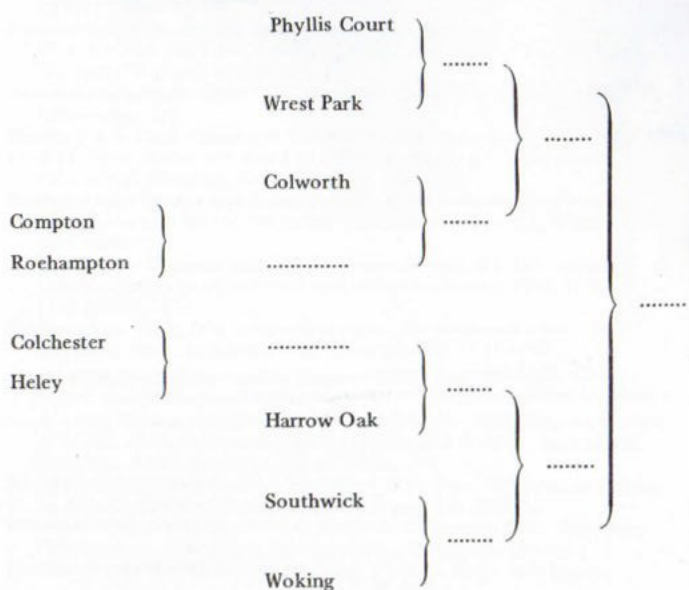 Phyllis Court
........
Wrest Park
........
Colworth
Compton
........
Roehampton ..............
........
Colchester ..............
Heley
........
Harrow Oak
........
Southwick
........
Woking